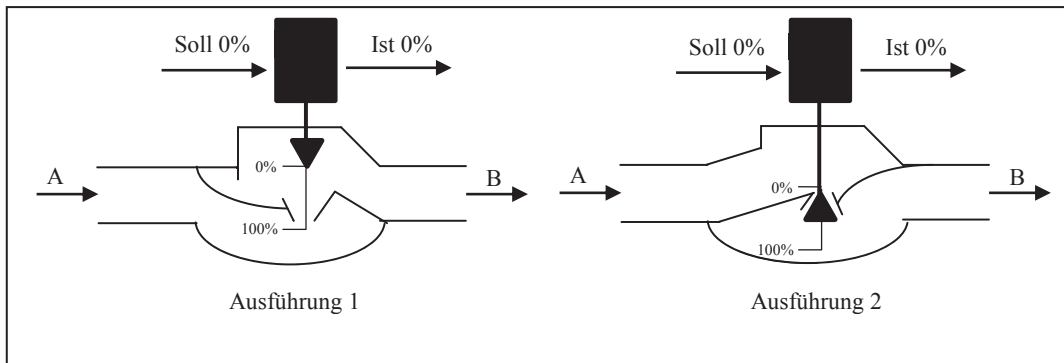 Soll 0%
Ist 0%
A
0%
100%
B
Ausführung 1
Soll 0%
Ist 0%
A
0%
100%
B
Ausführung 2